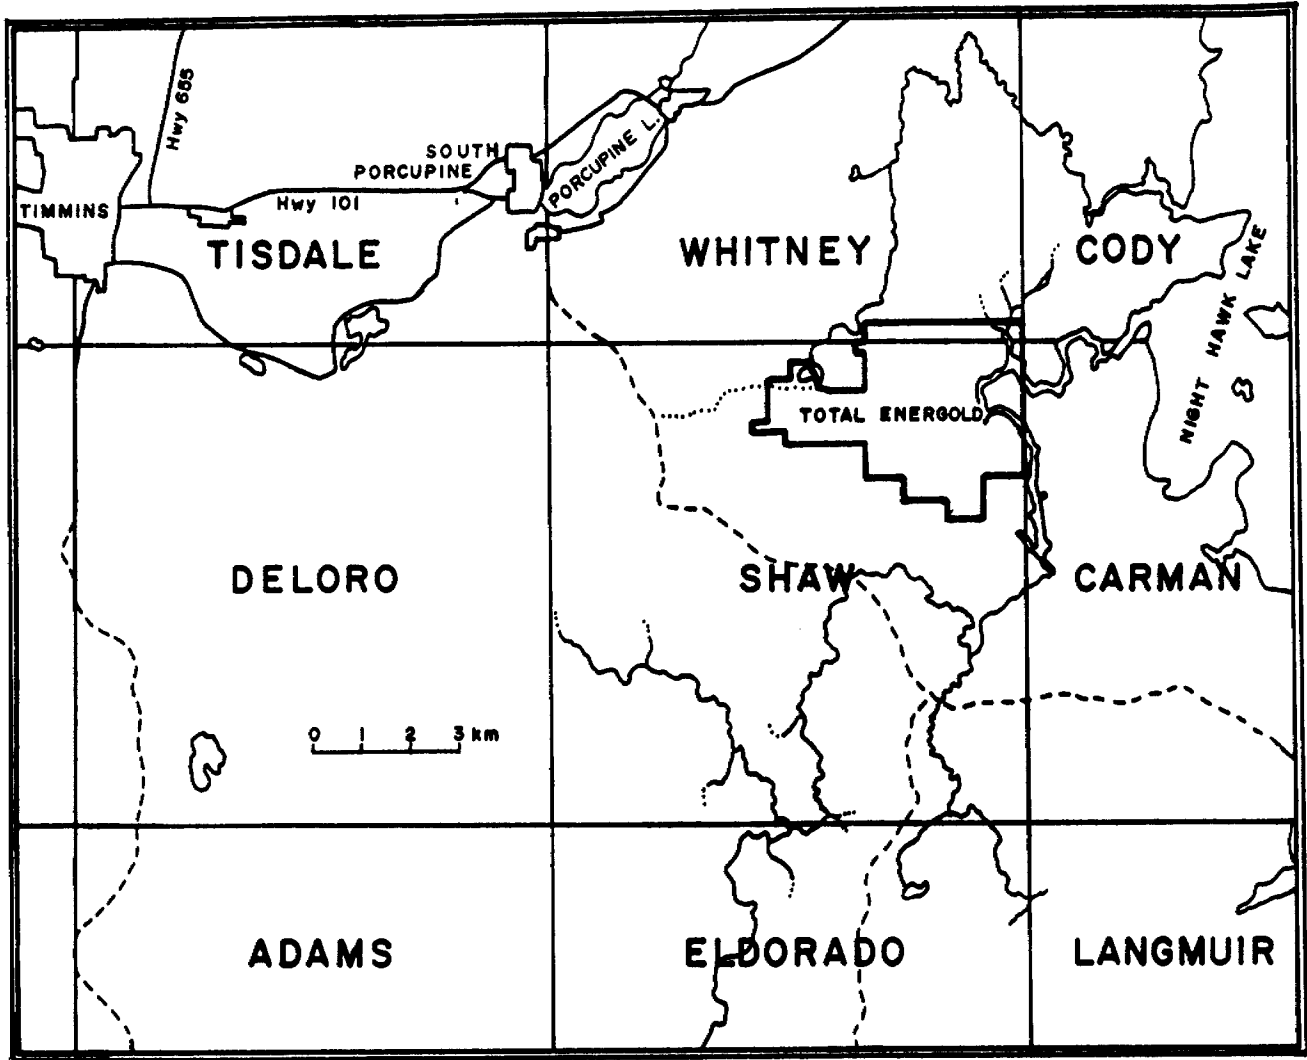 Hwy 655
SOUTH
PORCUPINE
PORCUPINE L.
TIMMINS
Hwy 101
TISDALE
WHITNEY
CODY
NIGHT HAWK LAKE
TOTAL ENERGOLD
DELORO
SHAW
CARMAN
0 1 2 3 km
ADAMS
ELDORADO
LANGMUIR